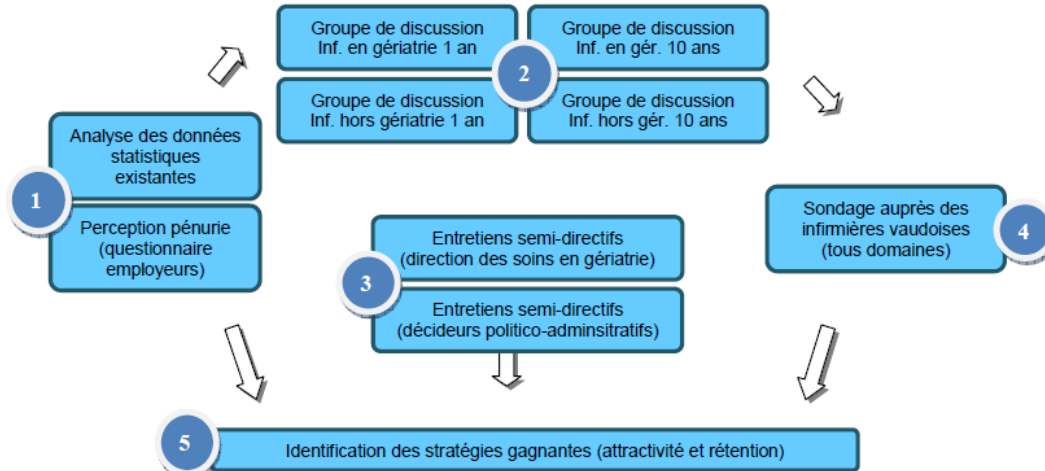 Groupe de discussion
Inf. en gériatrie 1 an
Groupe de discussion
Inf. en gér. 10 ans
2
Groupe de discussion
Inf. hors gériatrie 1 an
Groupe de discussion
Inf. hors gér. 10 ans
Analyse des données
statistiques
existantes
1
Perception pénurie
(questionnaire
employeurs)
Entretiens semi-directifs
(direction des soins en gériatrie)
3
Entretiens semi-directifs
(décideurs politico-adminsitratifs)
Sondage auprès des
infirmières vaudoises
(tous domaines)
4
5
Identification des stratégies gagnantes (attractivité et rétention)